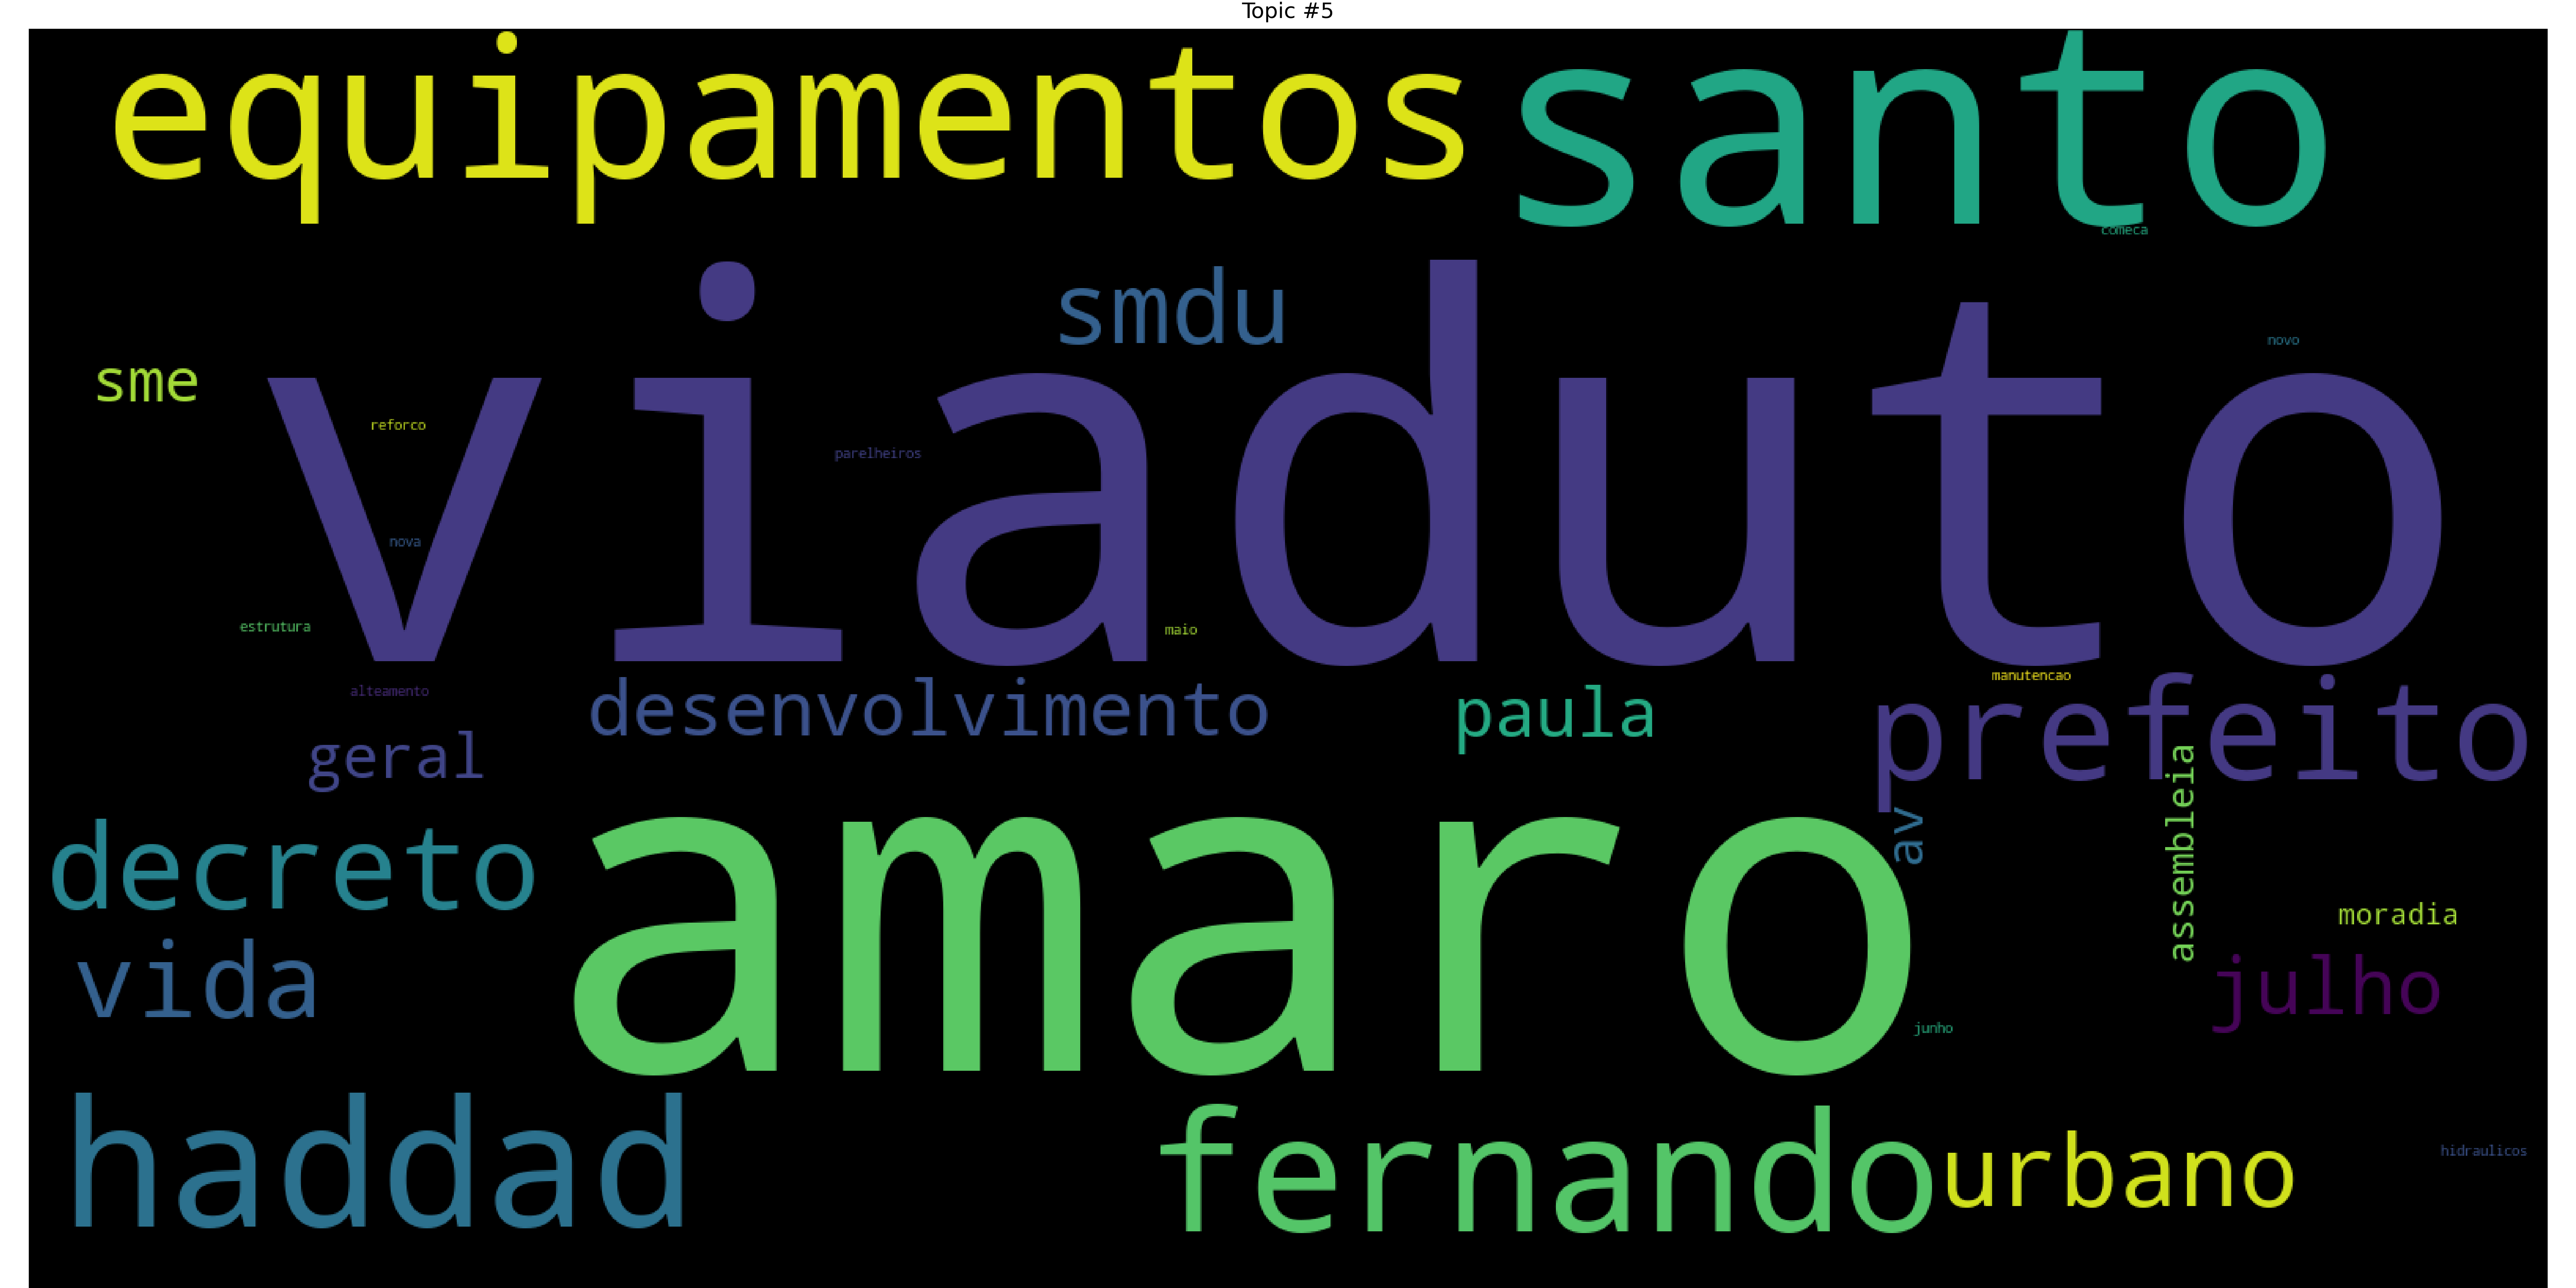 Topic #5
equipamentos
santo
comeca
smdu
novo
sme
viaduto
reforco
parelheiros
nova
estrutura
maio
manutencao
alteamento
desenvolvimento
paula
prefeito
geral
av
assembleia
decreto
amaro
moradia
vida
julho
junho
haddad
fernando
urbano
hidraulicos